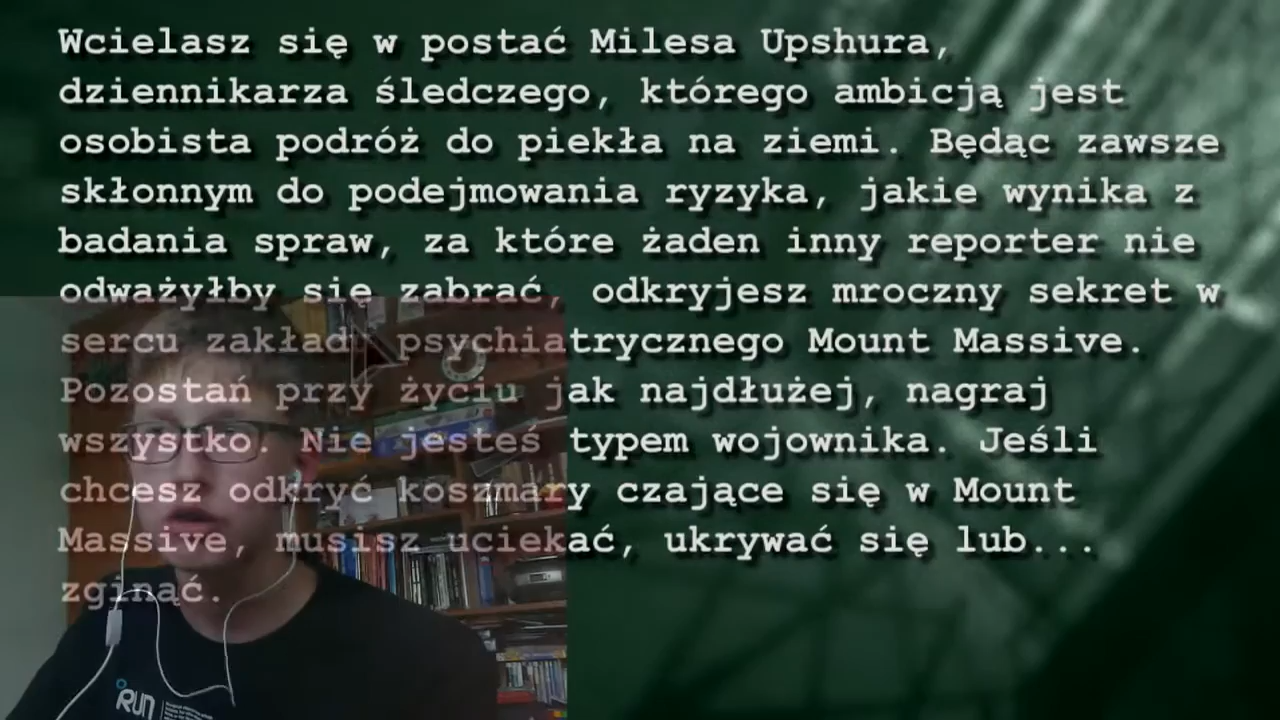 Wcielasz się w postać Milesa Upshura,
dziennikarza śledczego, którego ambicją jest
osobista podróż do piekła na ziemi. Będąc zawsze
skłonnym do podejmowania ryzyka, jakie wynika z
badania spraw, za które żaden inny reporter nie
odważyłby się zabrać, odkryjesz mroczny sekret w
sercu zakładu psychiatrycznego Mount Massive.
Pozostań przy życiu jak najdłużej, nagraj
wszystko. Nie jesteś typem wojownika. Jeśli
chcesz odkryć koszmary czające się w Mount
Massive, musisz uciekać, ukrywać się lub...
zginąć.
RUN